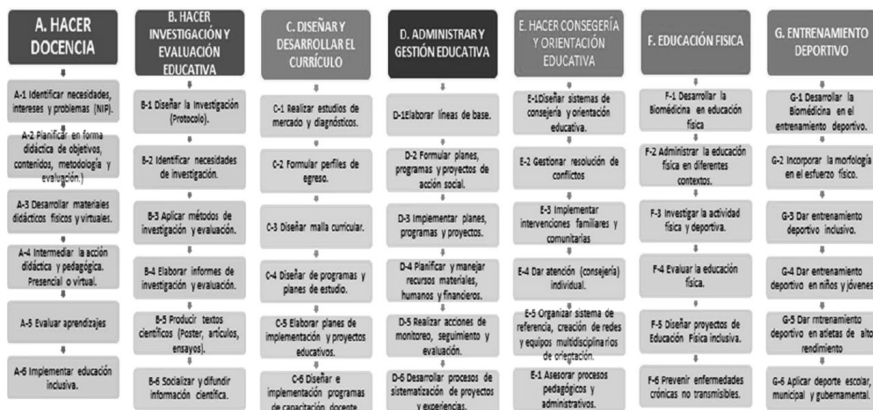 A. HACER
DOCENCIA
A-1 Identificar necesidades,
intereses y problemas (NIP).
A-2 Planificar en forma
didáctica de objetivos,
contenidos, metodología y
evaluación.)
A-3 Desarrollar materiales
didácticos físicos y virtuales.
A-4 Intermediar la acción
didáctica y pedagógica.
Presencial o virtual.
A-5 Evaluar aprendizajes
A-6 Implementar educación
inclusiva.
B. HACER
INVESTIGACIÓN Y
EVALUACIÓN
EDUCATIVA
B-1 Diseñar la Investigación
(Protocolo).
B-2 Identificar necesidades
de investigación.
B-3 Aplicar métodos de
investigación y evaluación.
B-4 Elaborar informes de
investigación y evaluación.
B-5 Producir textos
científicos (Poster, artículos,
ensayos).
B-6 Socializar y difundir
información científica.
C. DISEÑAR Y
DESARROLLAR EL
CURRÍCULO
C-1 Realizar estudios de
mercado y diagnósticos.
C-2 Formular perfiles de
egreso.
C-3 Diseñar malla curricular.
C-4 Diseñar de programas y
planes de estudio.
C-5 Elaborar planes de
implementación y proyectos
educativos.
C-6 Diseñar e
implementación programas
de capacitación docente
D. ADMINISTRAR Y
GESTIÓN EDUCATIVA
D-1Elaborar líneas de base.
D-2 Formular planes,
programas y proyectos de
acción social.
D-3 Implementar planes,
programas y proyectos.
D-4 Planificar y manejar
recursos materiales,
humanos y financieros.
D-5 Realizar acciones de
monitoreo, seguimiento y
evaluación.
D-6 Desarrollar procesos de
sistematización de proyectos
y experiencias.
E. HACER CONSEGERÍA
Y ORIENTACIÓN
EDUCATIVA
E-1Diseñar sistemas de
consejería y orientación
educativa.
E-2 Gestionar resolución de
conflictos
E-3 Implementar
intervenciones familiares y
comunitarias
E-4 Dar atención (consejería)
individual.
E-5 Organizar sistema de
referencia, creación de redes
y equipos multidisciplinarios
de orientación.
E-1 Asesorar procesos
pedagógicos y
administrativos.
F. EDUCACIÓN FISICA
F-1 Desarrollar la
Biomédicina en educación
física
F-2 Administrar la educación
física en diferentes
contextos.
F-3 Investigar la actividad
física y deportiva.
F-4 Evaluar la educación
física.
F-5 Diseñar proyectos de
Educación Física inclusiva.
F-6 Prevenir enfermedades
crónicas no transmisibles.
G. ENTRENAMIENTO
DEPORTIVO
G-1 Desarrollar la
Biomédicina en el
entrenamiento deportivo.
G-2 Incorporar la morfología
en el esfuerzo físico.
G-3 Dar entrenamiento
deportivo inclusivo.
G-4 Dar entrenamiento
deportivo en niños y jóvenes.
G-5 Dar mtrenamiento
deportivo en atletas de alto
rendimiento
G-6 Aplicar deporte escolar,
municipal y gubernamental.